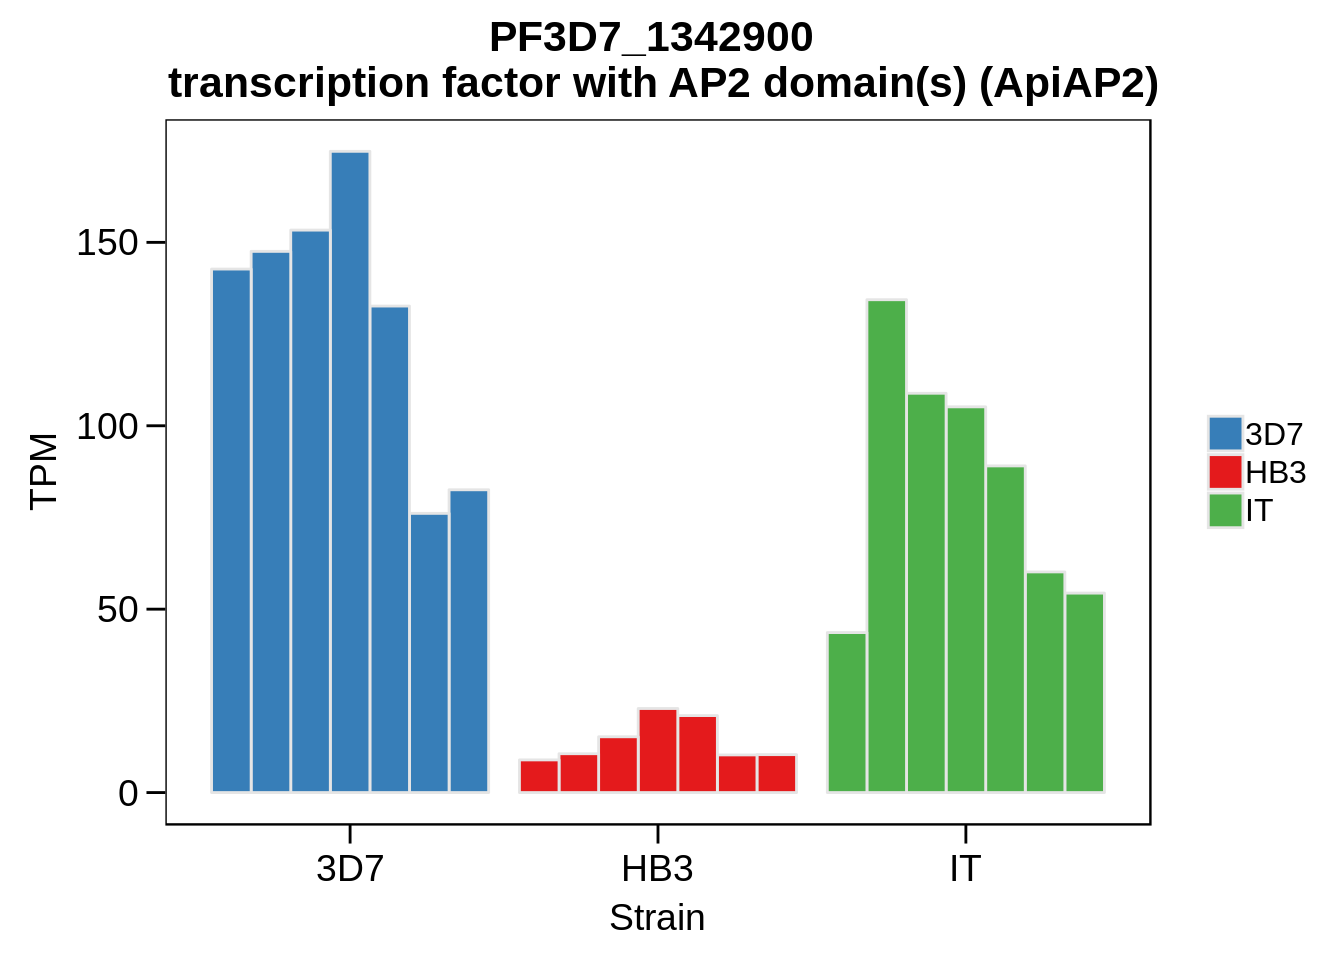 PF3D7_1342900
transcription factor with AP2 domain(s) (ApiAP2)
TPM
150
100
50
0
3D7
HB3
IT
Strain
3D7
HB3
IT